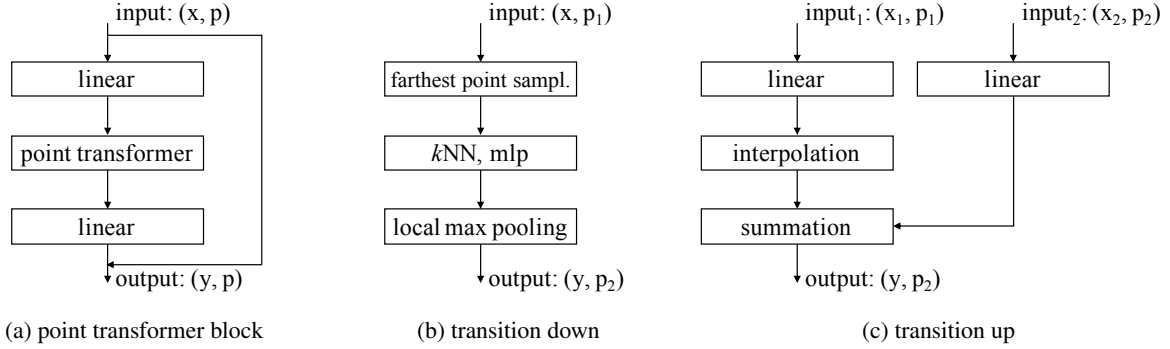 input: (x, p)
linear
point transformer
linear
output: (y, p)
(a) point transformer block
input: (x, p₁)
farthest point sampl.
kNN, mlp
local max pooling
output: (y, p₂)
(b) transition down
input₁: (x₁, p₁)
input₂: (x₂, p₂)
linear
linear
interpolation
summation
output: (y, p₂)
(c) transition up